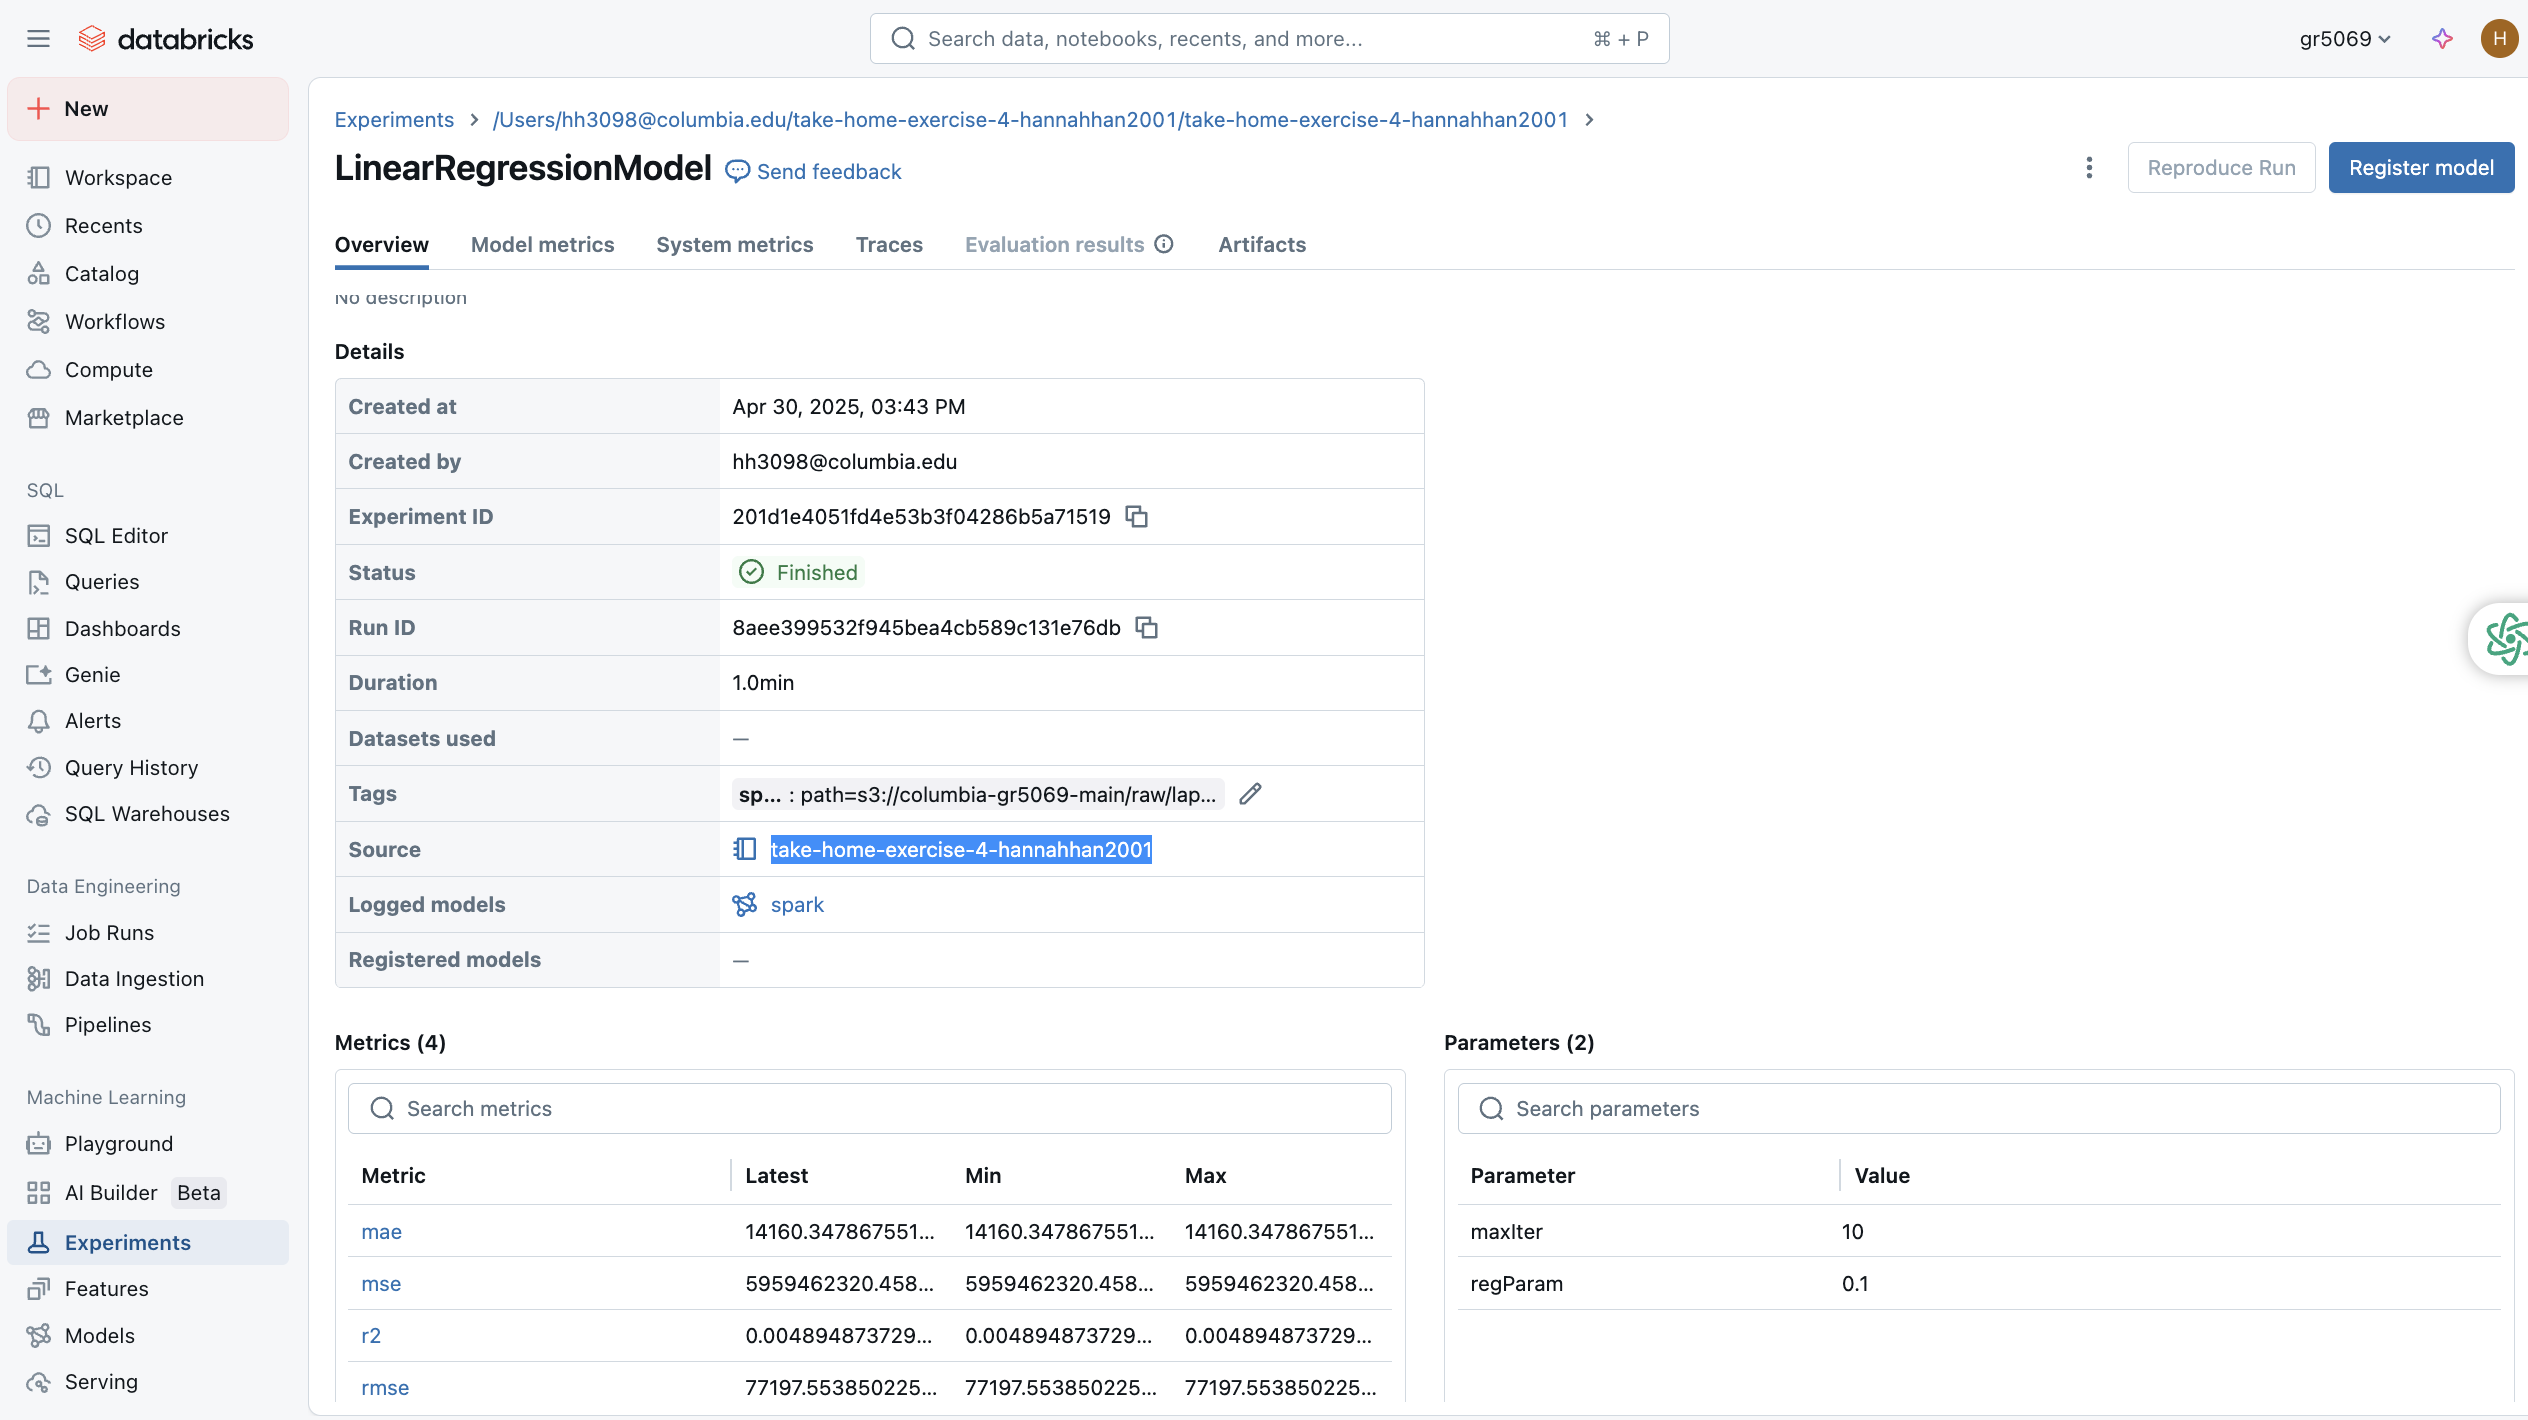 databricks
Search data, notebooks, recents, and more...
⌘ + P
gr5069
H
New
Workspace
Recents
Catalog
Workflows
Compute
Marketplace
SQL
SQL Editor
Queries
Dashboards
Genie
Alerts
Query History
SQL Warehouses
Data Engineering
Job Runs
Data Ingestion
Pipelines
Machine Learning
Playground
AI Builder Beta
Experiments
Features
Models
Serving
Experiments > /Users/hh3098@columbia.edu/take-home-exercise-4-hannahhan2001/take-home-exercise-4-hannahhan2001 >
LinearRegressionModel Send feedback
Reproduce Run Register model
Overview Model metrics System metrics Traces Evaluation results Artifacts
No description
Details
Created at Apr 30, 2025, 03:43 PM
Created by hh3098@columbia.edu
Experiment ID 201d1e4051fd4e53b3f04286b5a71519
Status Finished
Run ID 8aee399532f945bea4cb589c131e76db
Duration 1.0min
Datasets used —
Tags sp... : path=s3://columbia-gr5069-main/raw/lap...
Source take-home-exercise-4-hannahhan2001
Logged models spark
Registered models —
Metrics (4)
Search metrics
Metric Latest Min Max
mae 14160.347867551... 14160.347867551... 14160.347867551...
mse 5959462320.458... 5959462320.458... 5959462320.458...
r2 0.004894873729... 0.004894873729... 0.004894873729...
rmse 77197.553850225... 77197.553850225... 77197.553850225...
Parameters (2)
Search parameters
Parameter Value
maxIter 10
regParam 0.1